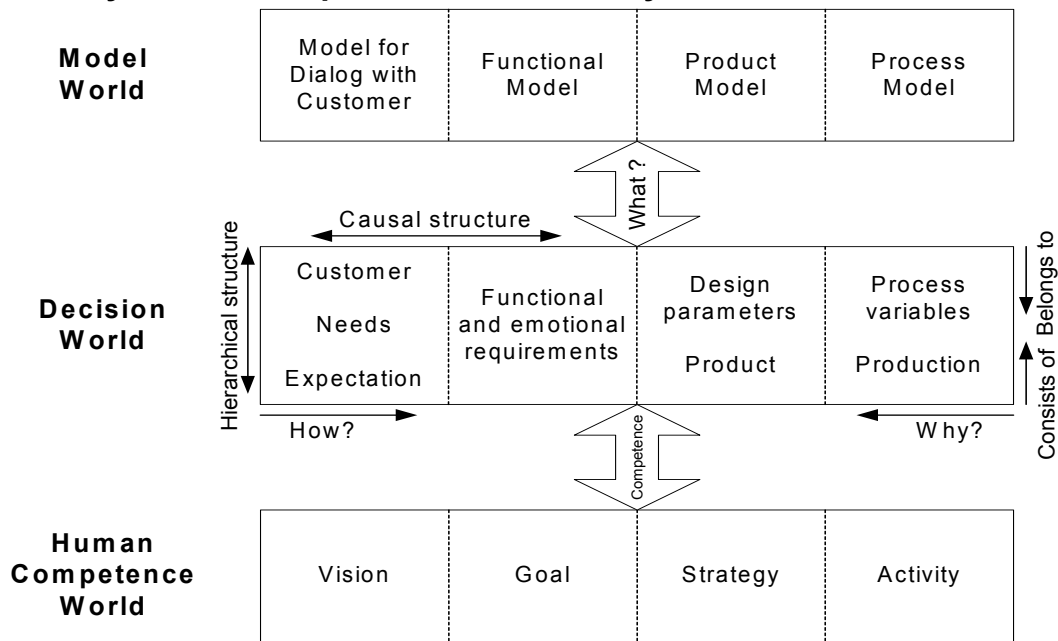 Model
World
Model for
Dialog with
Customer
Functional
Model
Product
Model
Process
Model
What ?
Causal structure
Hierarchical structure
Decision
World
Customer
Needs
Expectation
Functional
and emotional
requirements
Design
parameters
Product
Process
variables
Production
Belongs to
Consists of
How?
Why?
Competence
Human
Competence
World
Vision
Goal
Strategy
Activity